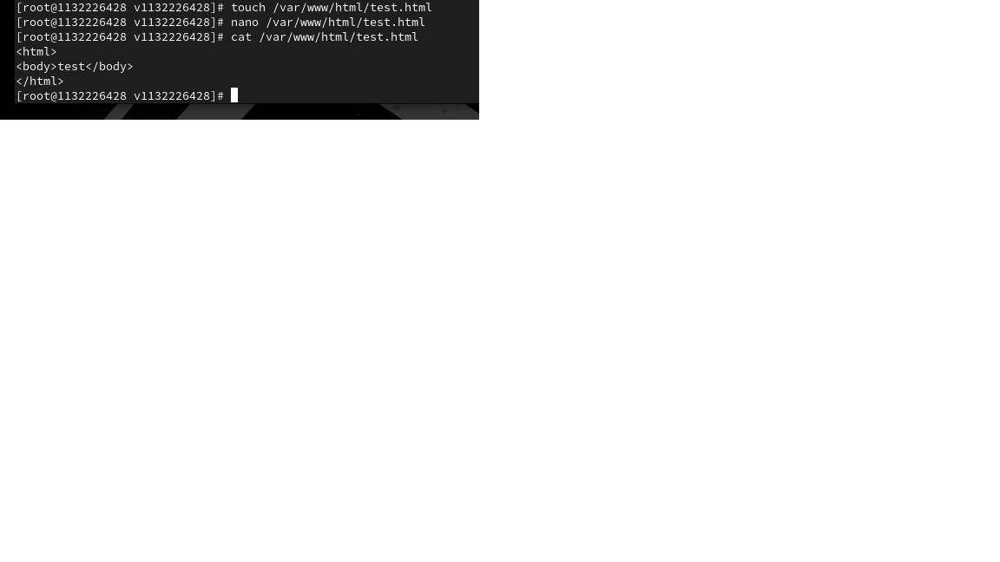 [root@1132226428 v1132226428]# touch /var/www/html/test.html
[root@1132226428 v1132226428]# nano /var/www/html/test.html
[root@1132226428 v1132226428]# cat /var/www/html/test.html
<html>
<body>test</body>
</html>
[root@1132226428 v1132226428]#